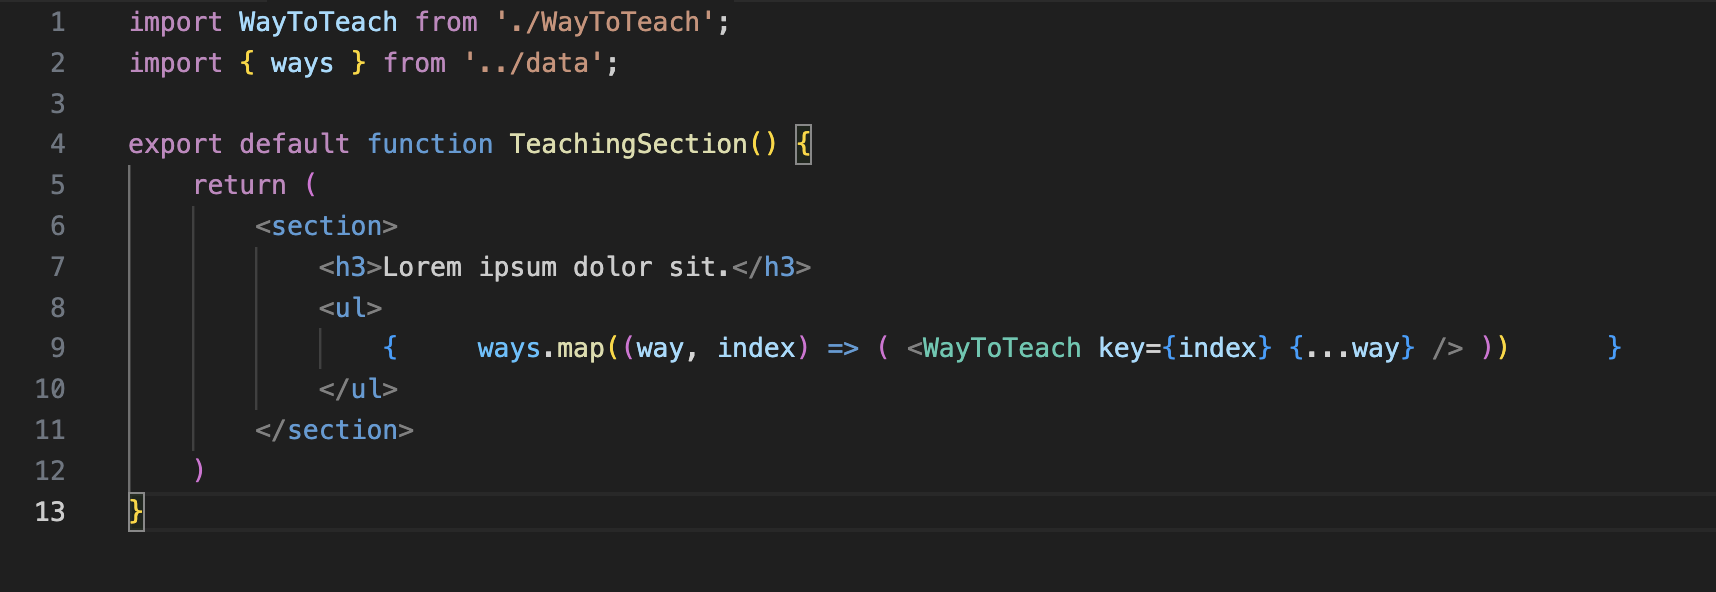 1 import WayToTeach from './WayToTeach';
2 import { ways } from '../data';
3
4 export default function TeachingSection() {
5     return (
6         <section>
7             <h3>Lorem ipsum dolor sit.</h3>
8             <ul>
9                 {     ways.map((way, index) => ( <WayToTeach key={index} {...way} /> ))      }
10             </ul>
11         </section>
12     )
13 }